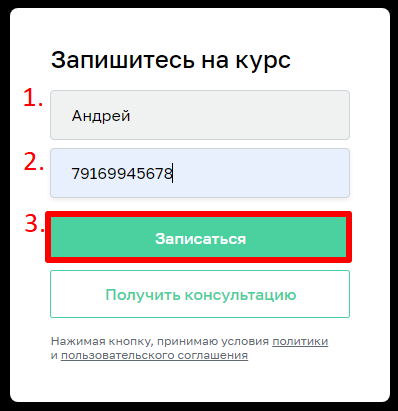 Запишитесь на курс
1. Андрей
2. 79169945678
3. Записаться
Получить консультацию
Нажимая кнопку, принимаю условия политики
и пользовательского соглашения